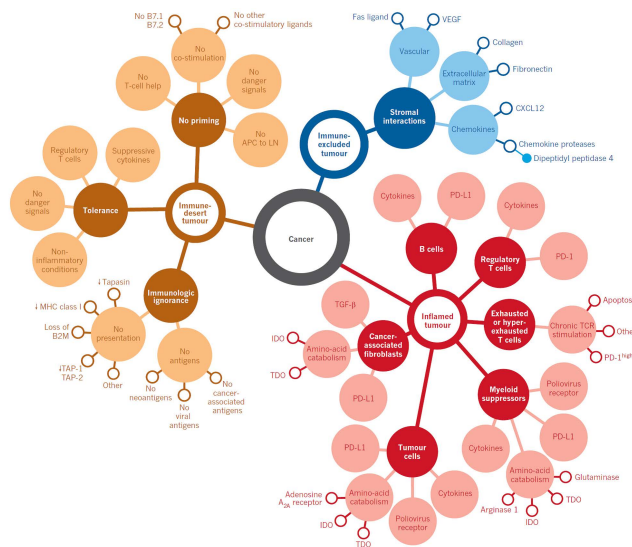 No B7.1
B7.2
No other
co-stimulatory ligands
No
co-stimulation
No
T-cell help
No
danger
signals
No priming
No
APC to LN
Regulatory
T cells
Suppressive
cytokines
No
danger
signals
Tolerance
Non-
inflammatory
conditions
Immune-
desert
tumour
Immunologic
ignorance
↓Tapasin
↓MHC class I
Loss of
B2M
↓TAP-1
TAP-2
Other
No
presentation
No
antigens
No
neoantigens
No
viral
antigens
No
cancer-
associated
antigens
Cancer
Immune-
excluded
tumour
Stromal
interactions
Fas ligand
VEGF
Vascular
Collagen
Extracellular
matrix
Fibronectin
CXCL12
Chemokines
Chemokine proteases
Dipeptidyl peptidase 4
Inflamed
tumour
Cytokines
PD-L1
B cells
Cytokines
Regulatory
T cells
PD-1
Exhausted
or hyper-
exhausted
T cells
Chronic TCR
stimulation
Apoptos
Othe
PD-1high
Myeloid
suppressors
Poliovirus
receptor
PD-L1
Cytokines
Amino-acid
catabolism
Glutaminase
TDO
IDO
Arginase 1
TGF-β
Cancer-
associated
fibroblasts
Amino-acid
catabolism
IDO
TDO
PD-L1
Tumour
cells
PD-L1
Cytokines
Amino-acid
catabolism
Poliovirus
receptor
Adenosine
A2A receptor
IDO
TDO